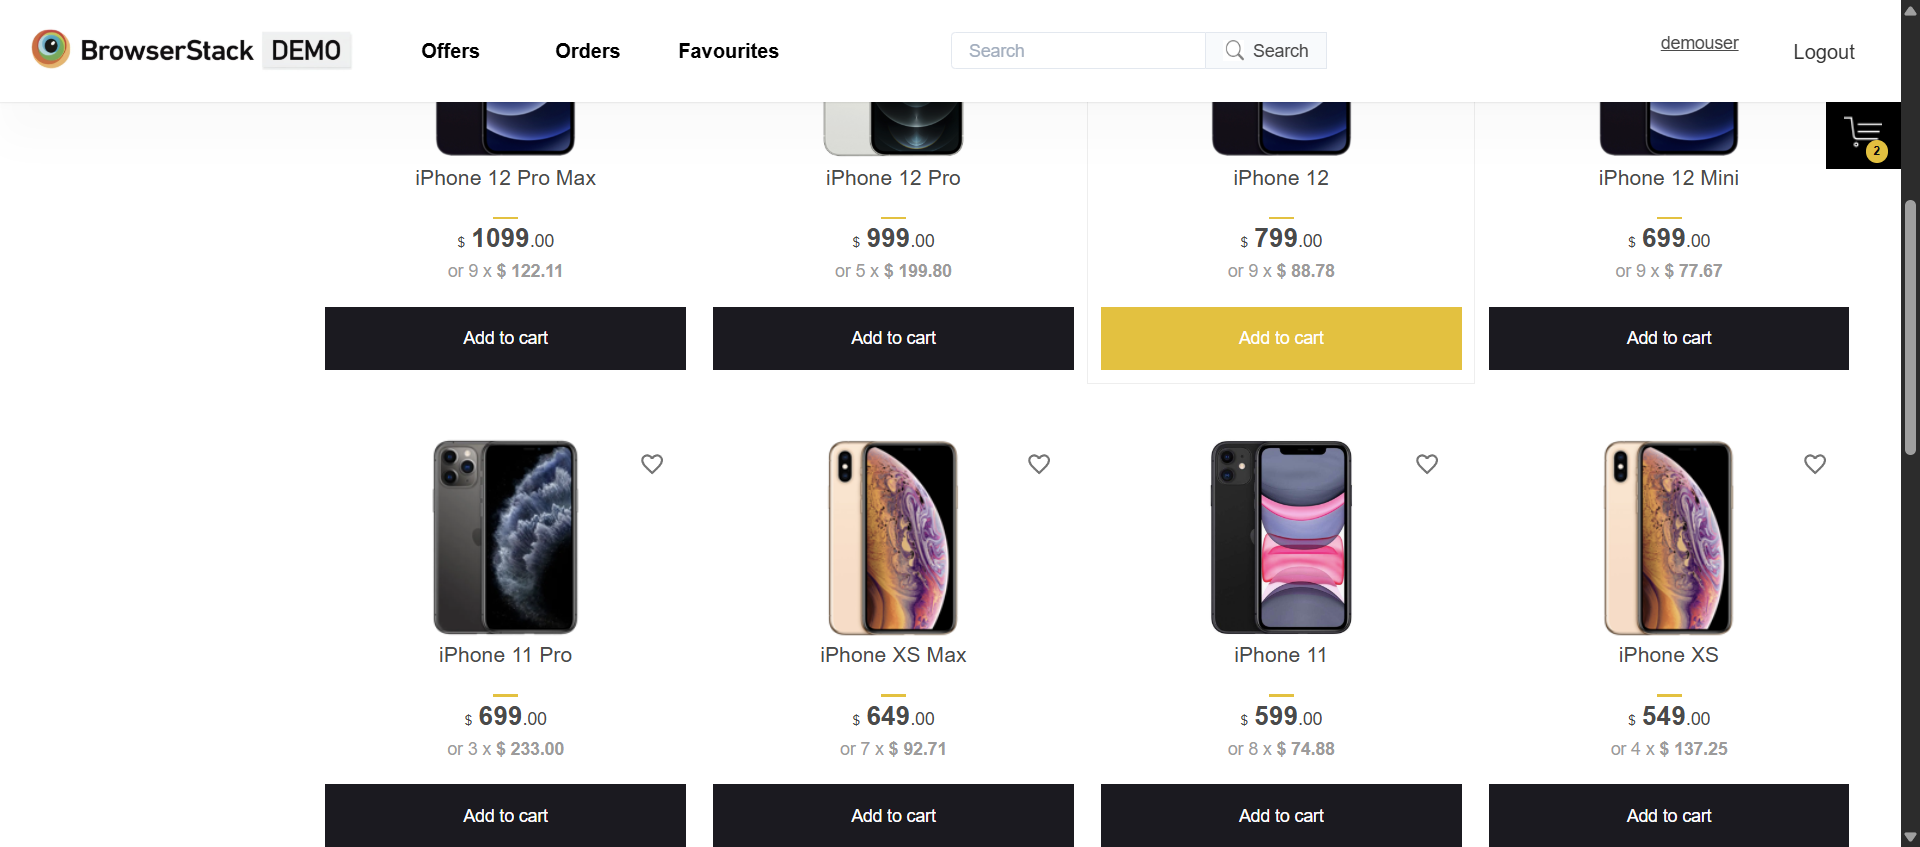 BrowserStack DEMO
Offers
Orders
Favourites
Search
Search
demouser
Logout
2
iPhone 12 Pro Max
iPhone 12 Pro
iPhone 12
iPhone 12 Mini
$ 1099.00
$ 999.00
$ 799.00
$ 699.00
or 9 x $ 122.11
or 5 x $ 199.80
or 9 x $ 88.78
or 9 x $ 77.67
Add to cart
Add to cart
Add to cart
Add to cart
iPhone 11 Pro
iPhone XS Max
iPhone 11
iPhone XS
$ 699.00
$ 649.00
$ 599.00
$ 549.00
or 3 x $ 233.00
or 7 x $ 92.71
or 8 x $ 74.88
or 4 x $ 137.25
Add to cart
Add to cart
Add to cart
Add to cart